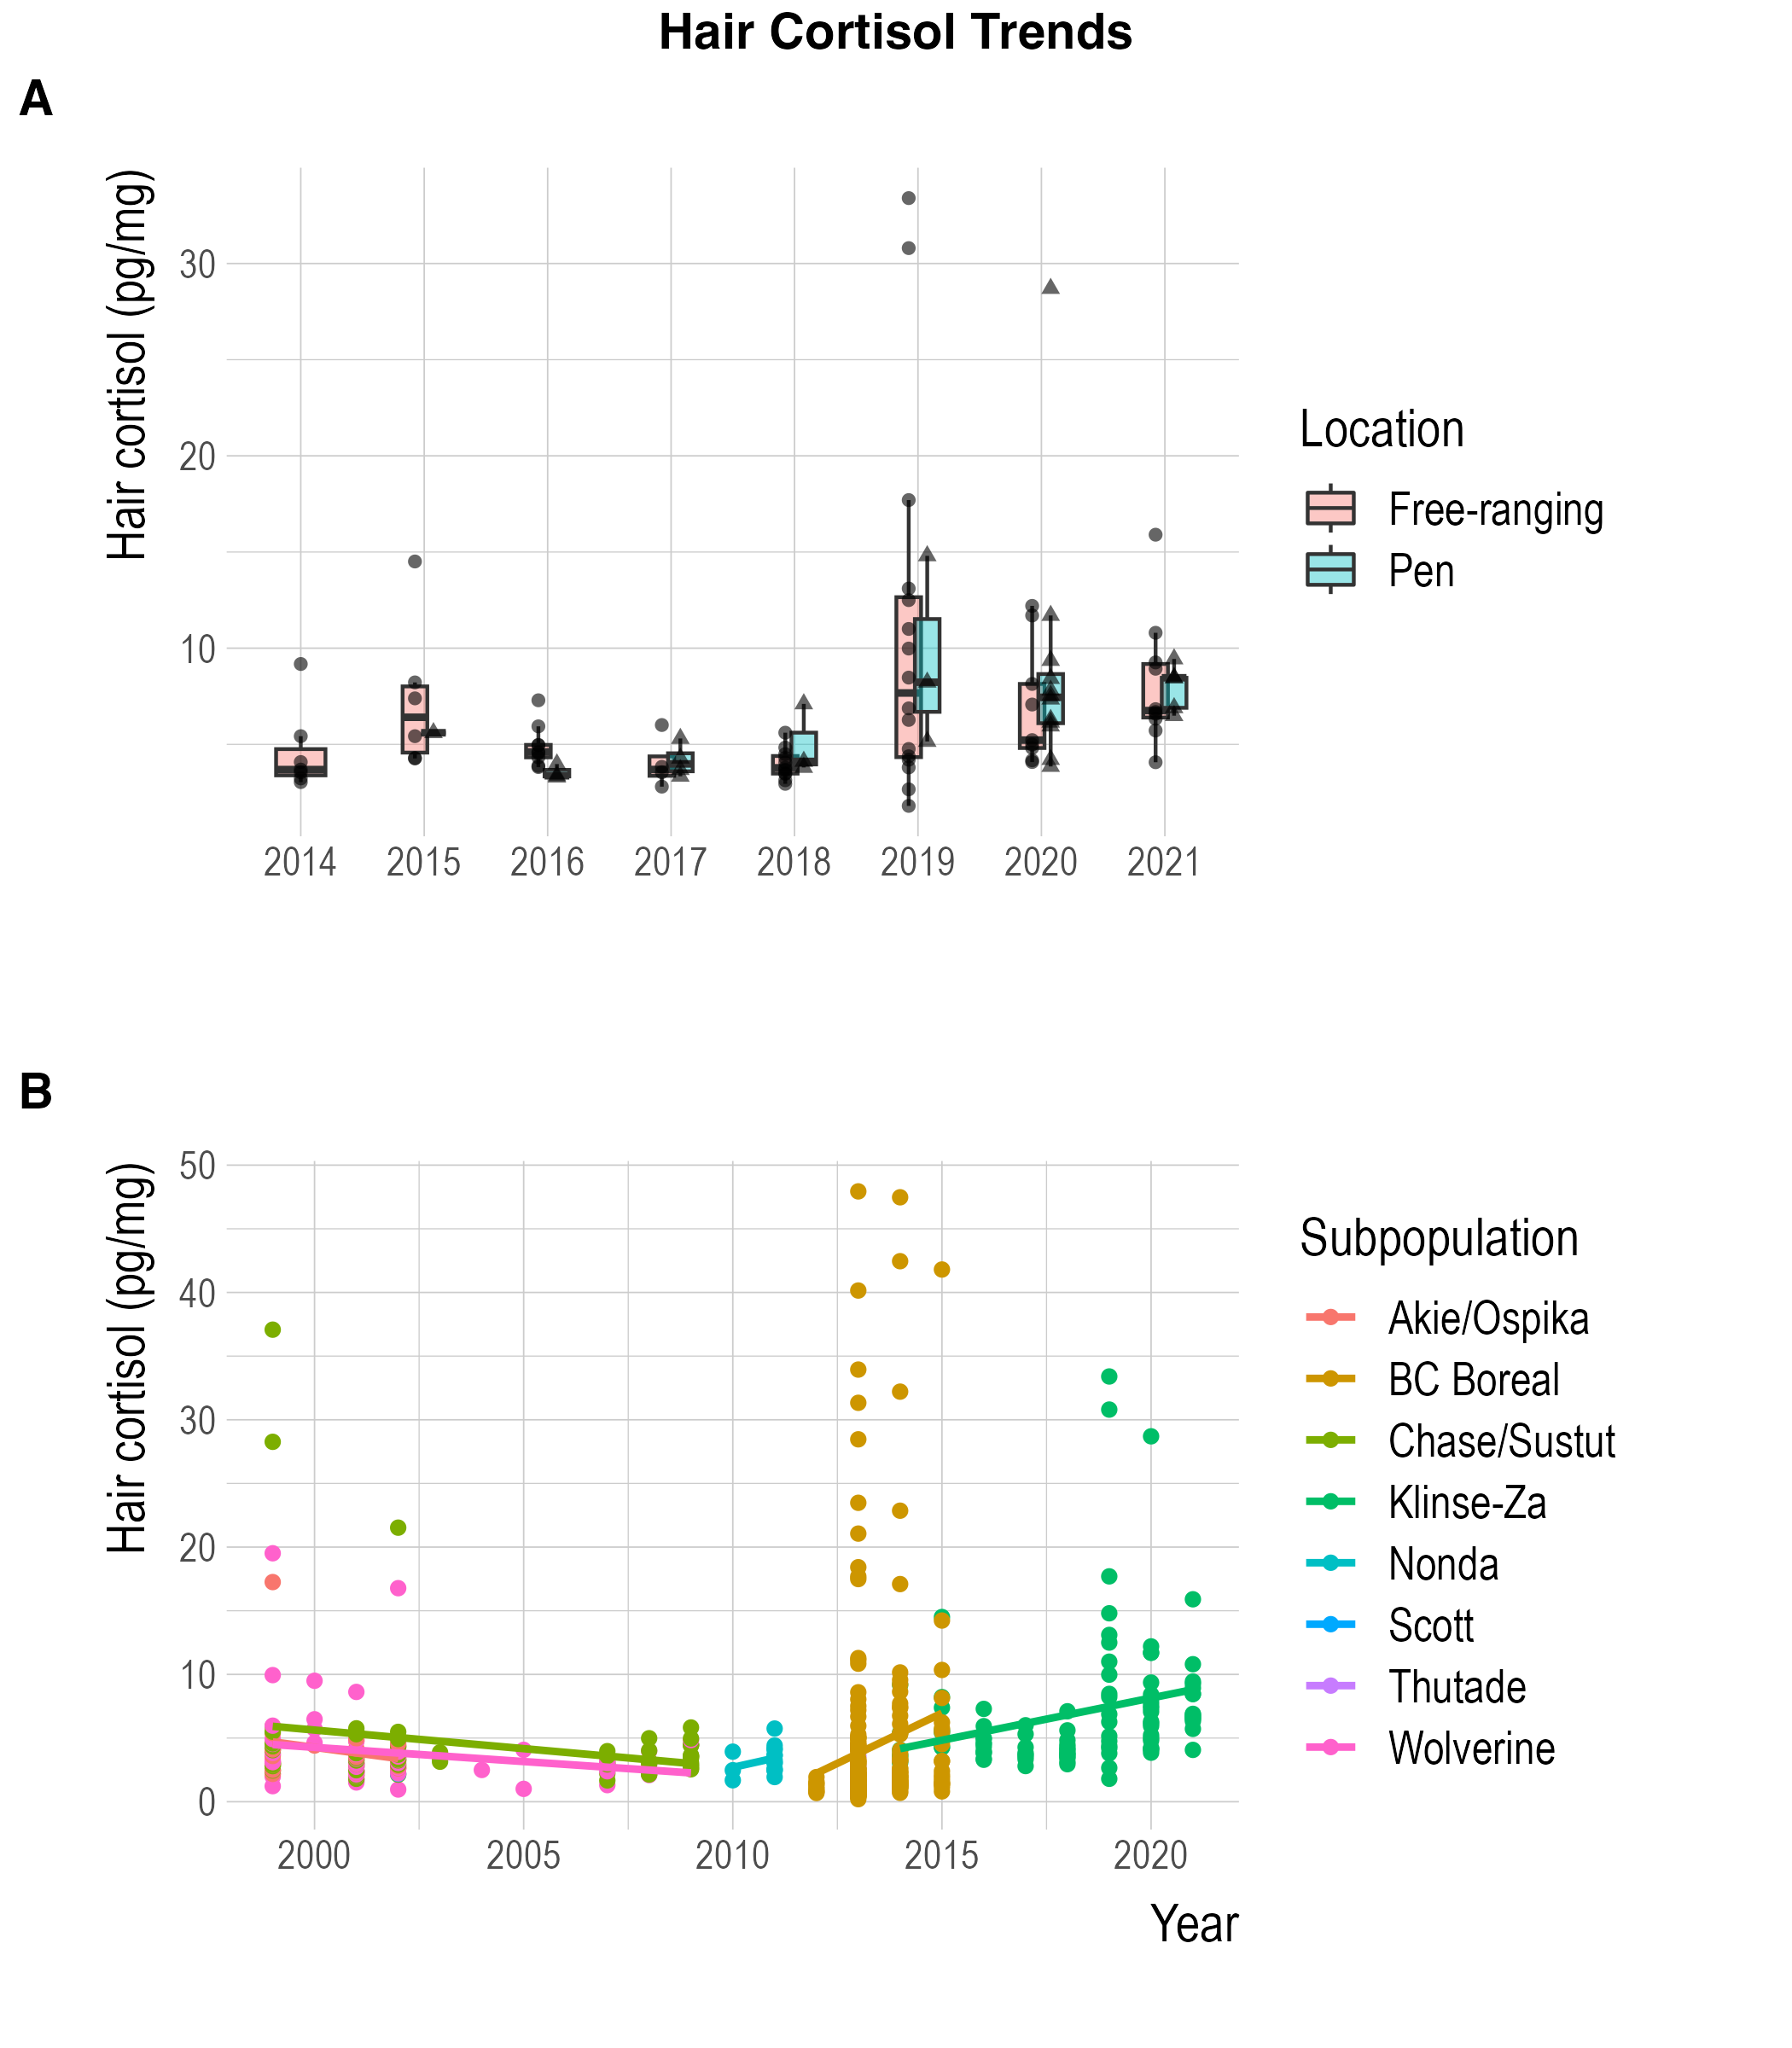 Hair Cortisol Trends
A
Hair cortisol (pg/mg)
30
20
10
2014 2015 2016 2017 2018 2019 2020 2021
Location
Free-ranging
Pen
B
Hair cortisol (pg/mg)
50
40
30
20
10
0
2000 2005 2010 2015 2020
Year
Subpopulation
Akie/Ospika
BC Boreal
Chase/Sustut
Klinse-Za
Nonda
Scott
Thutade
Wolverine